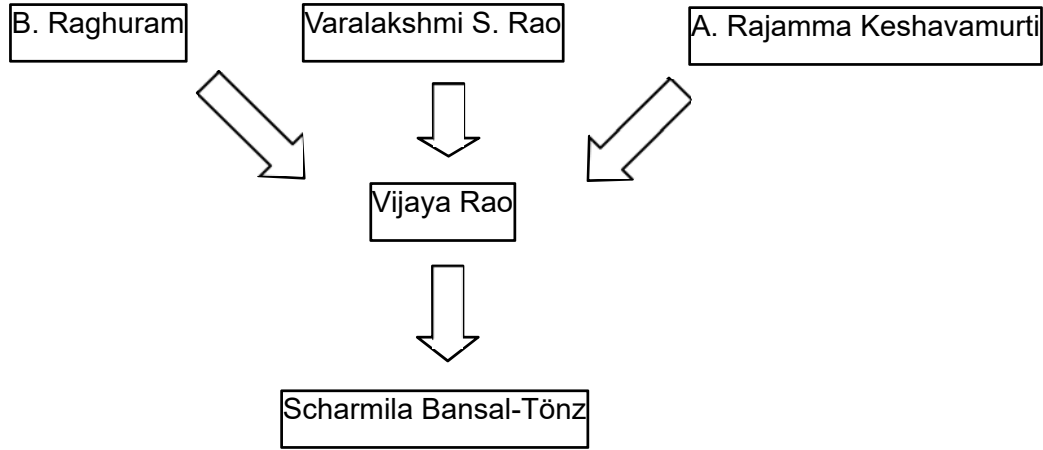 B. Raghuram
Varalakshmi S. Rao
A. Rajamma Keshavamurti
Vijaya Rao
Scharmila Bansal-Tönz